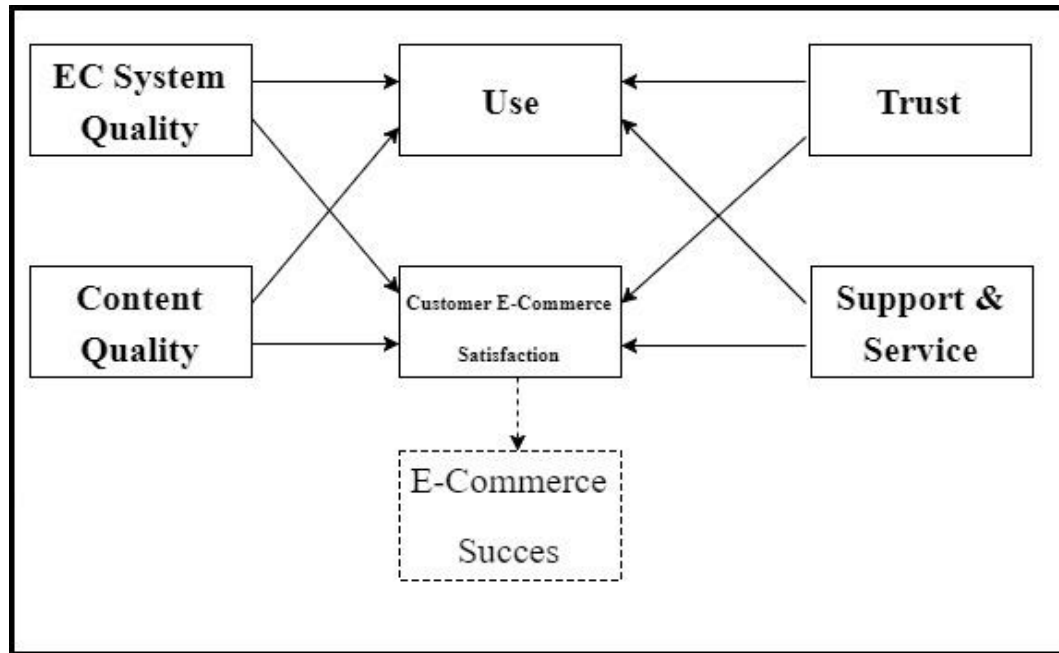 EC System
Quality
Use
Trust
Content
Quality
Customer E-Commerce
Satisfaction
Support &
Service
E-Commerce
Succes